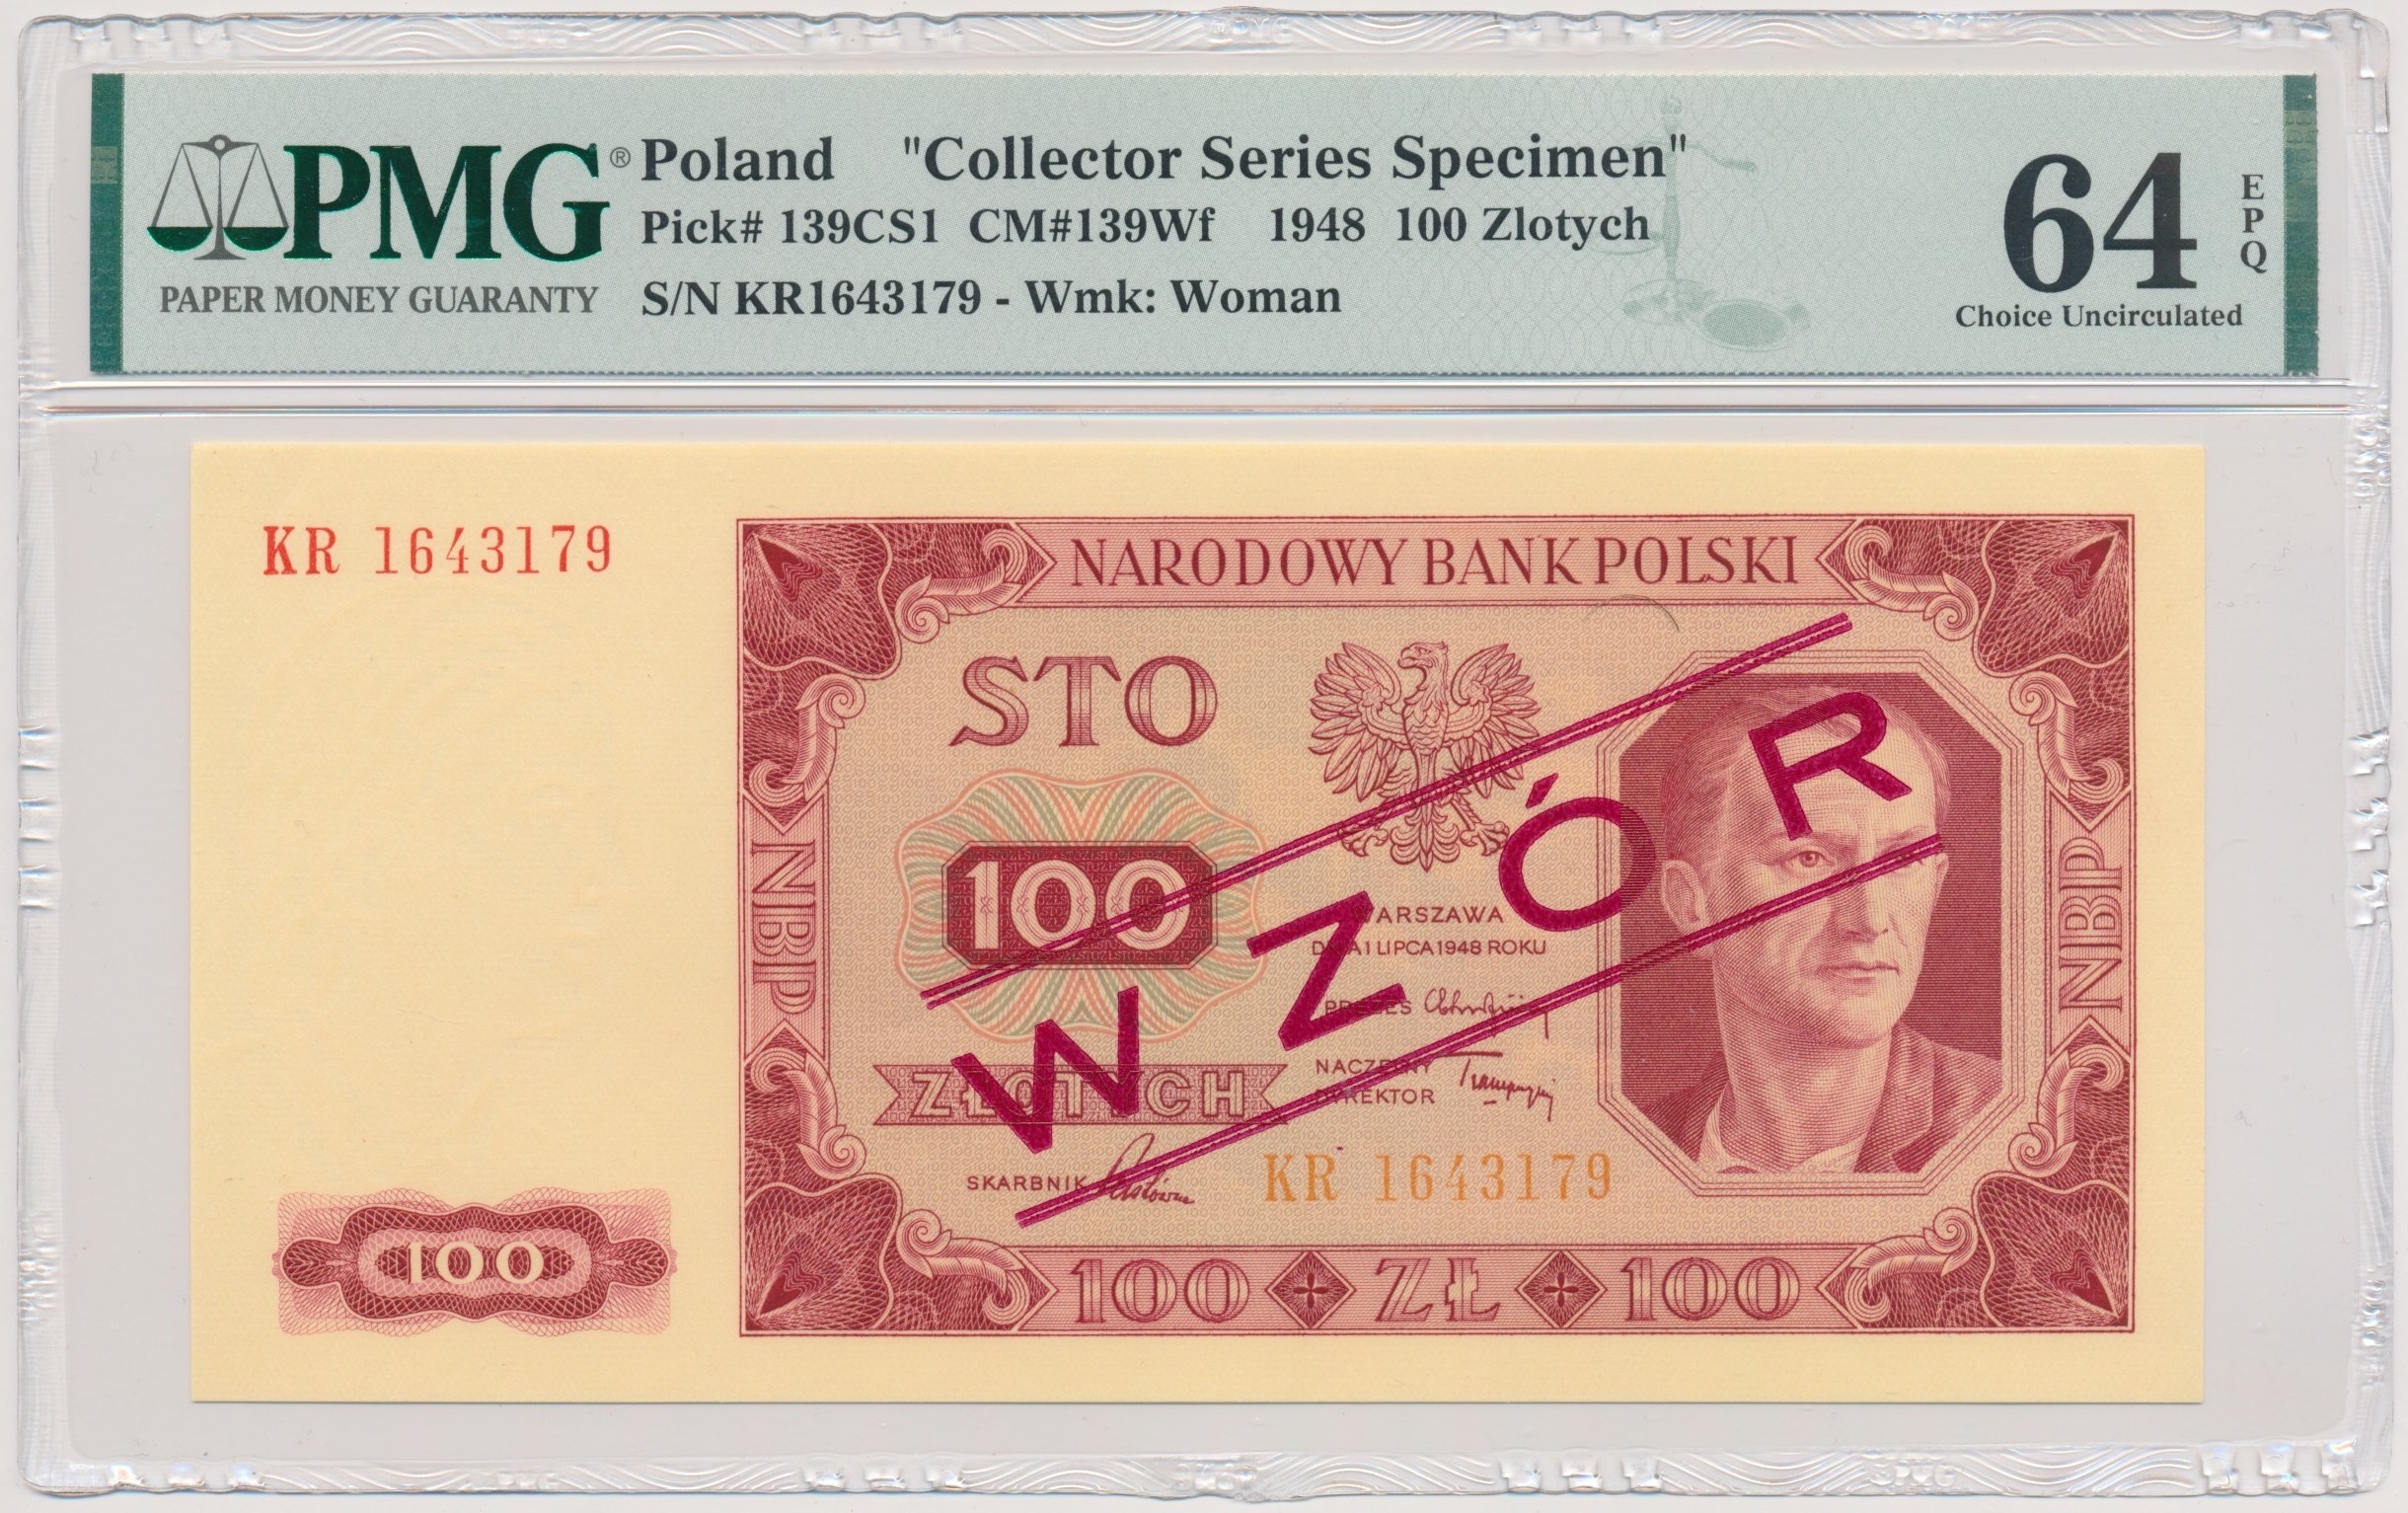 PMG®
PAPER MONEY GUARANTY
Poland "Collector Series Specimen"
Pick# 139CS1 CM#139Wf 1948 100 Zlotych
S/N KR1643179 - Wmk: Woman
64
EPQ
Choice Uncirculated
KR 1643179
NARODOWY BANK POLSKI
STO
100
ZŁOTYCH
NBP
NBP
WARSZAWA
DNIA 1 LIPCA 1948 ROKU
PREZES
NACZELNY
DYREKTOR
SKARBNIK
KR 1643179
WZÓR
100
100 ZŁ 100